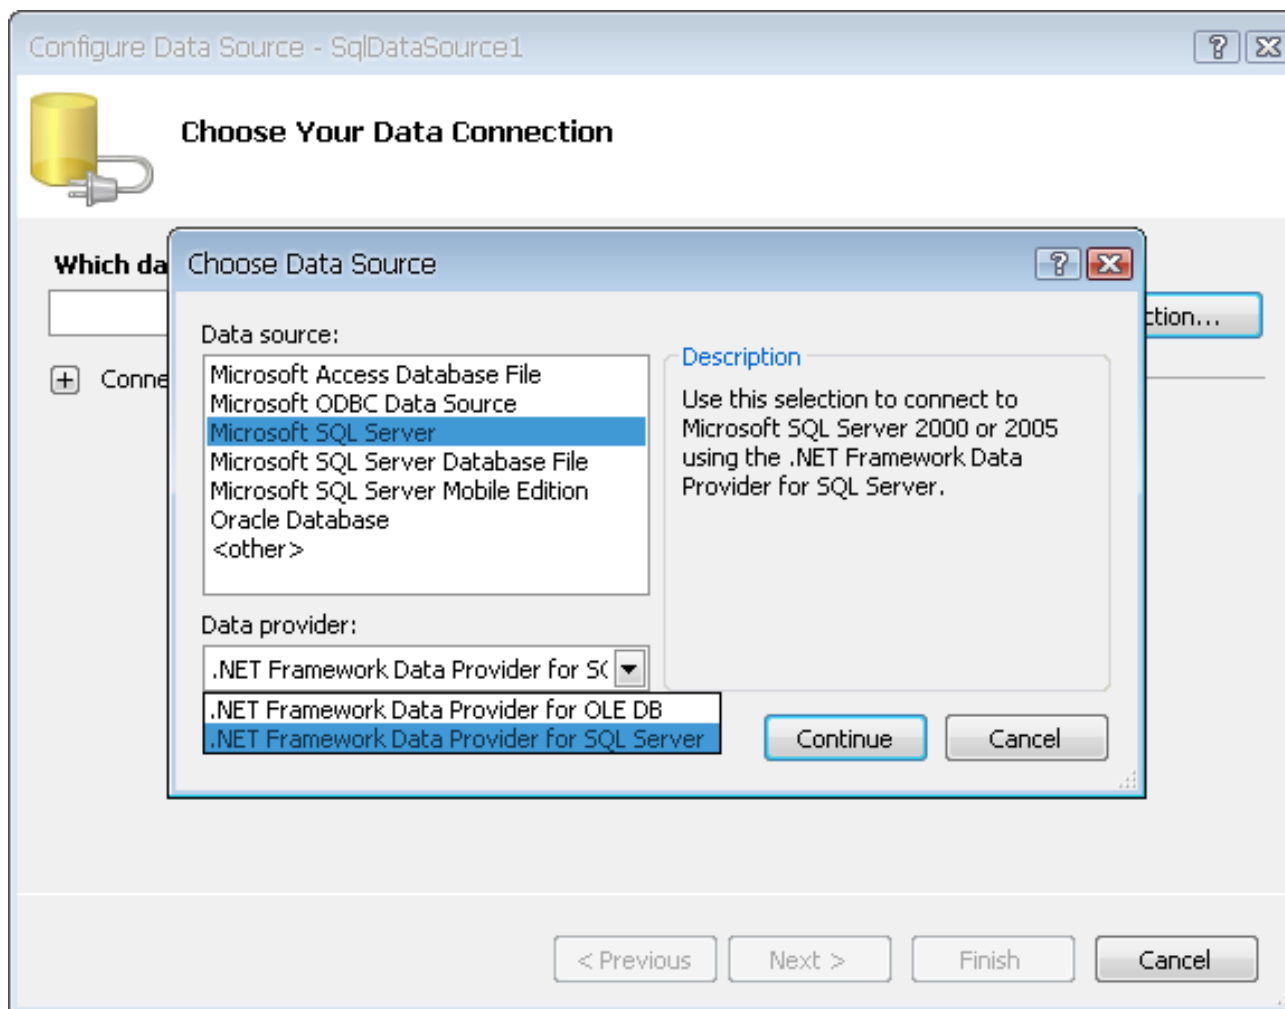 Configure Data Source - SqlDataSource1
Choose Your Data Connection
Which da
Choose Data Source
ction...
Conne
Data source:
Microsoft Access Database File
Microsoft ODBC Data Source
Microsoft SQL Server
Microsoft SQL Server Database File
Microsoft SQL Server Mobile Edition
Oracle Database
<other>
Description
Use this selection to connect to
Microsoft SQL Server 2000 or 2005
using the .NET Framework Data
Provider for SQL Server.
Data provider:
.NET Framework Data Provider for SQ
.NET Framework Data Provider for OLE DB
.NET Framework Data Provider for SQL Server
Continue
Cancel
< Previous
Next >
Finish
Cancel